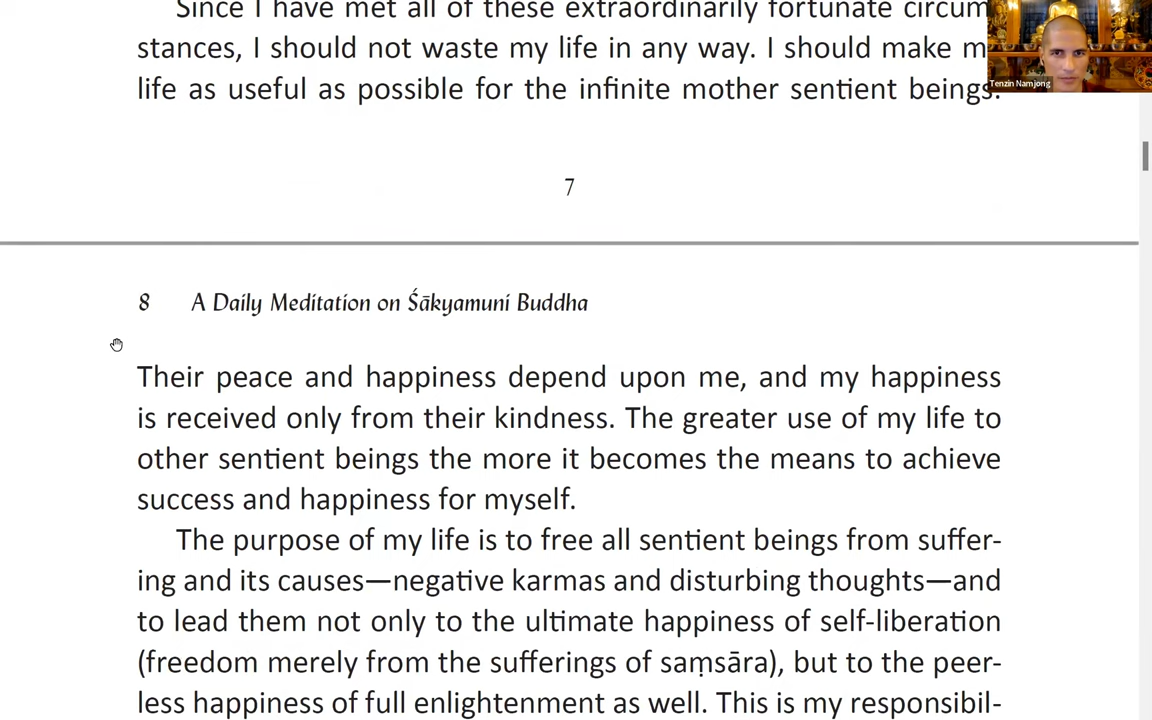 Since I have met all of these extraordinarily fortunate circum
stances, I should not waste my life in any way. I should make m
life as useful as possible for the infinite mother sentient beings.
Tenzin Namjong
7
8 A Daily Meditation on Śākyamuni Buddha
Their peace and happiness depend upon me, and my happiness
is received only from their kindness. The greater use of my life to
other sentient beings the more it becomes the means to achieve
success and happiness for myself.
The purpose of my life is to free all sentient beings from suffer-
ing and its causes—negative karmas and disturbing thoughts—and
to lead them not only to the ultimate happiness of self-liberation
(freedom merely from the sufferings of saṃsāra), but to the peer-
less happiness of full enlightenment as well. This is my responsibil-